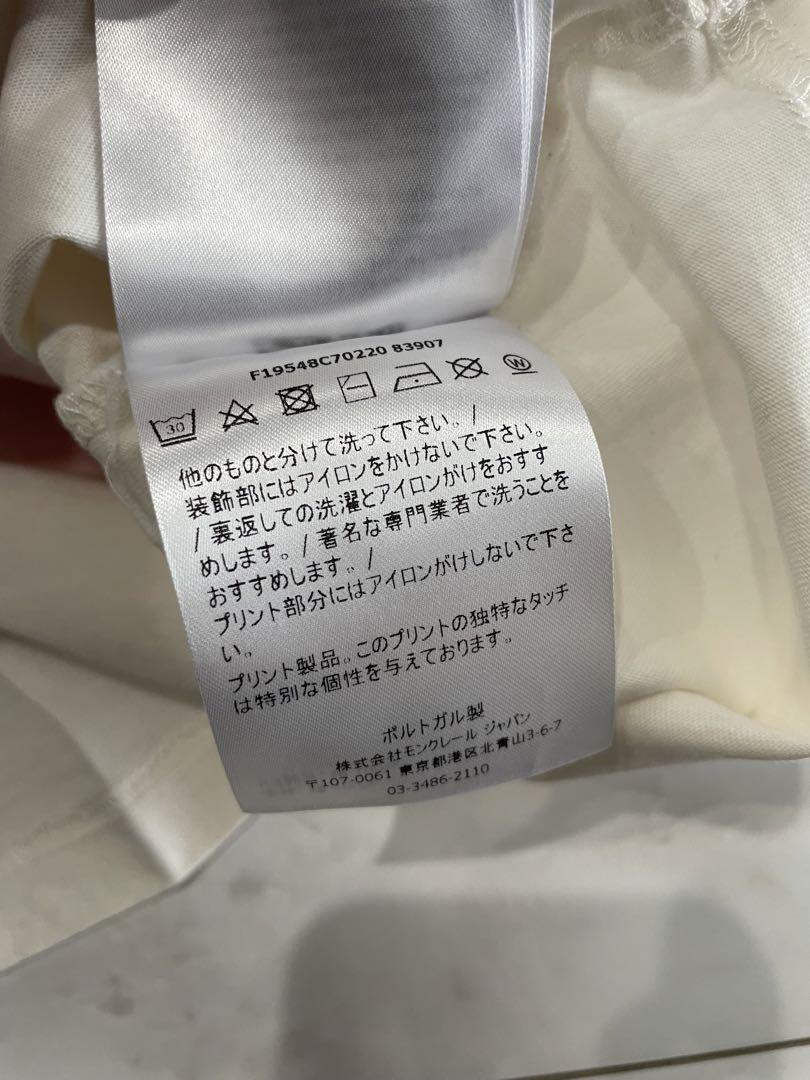 F19548C70220 83907
30
W
他のものと分けて洗って下さい。/
装飾部にはアイロンをかけないで下さい。
/ 裏返しての洗濯とアイロンがけをおすす
めします。/ 著名な専門業者で洗うことを
おすすめします。/
プリント部分にはアイロンがけしないで下さ
い。
プリント製品。このプリントの独特なタッチ
は特別な個性を与えております。
ポルトガル製
株式会社モンクレール ジャパン
〒107-0061 東京都港区北青山3-6-7
03-3486-2110